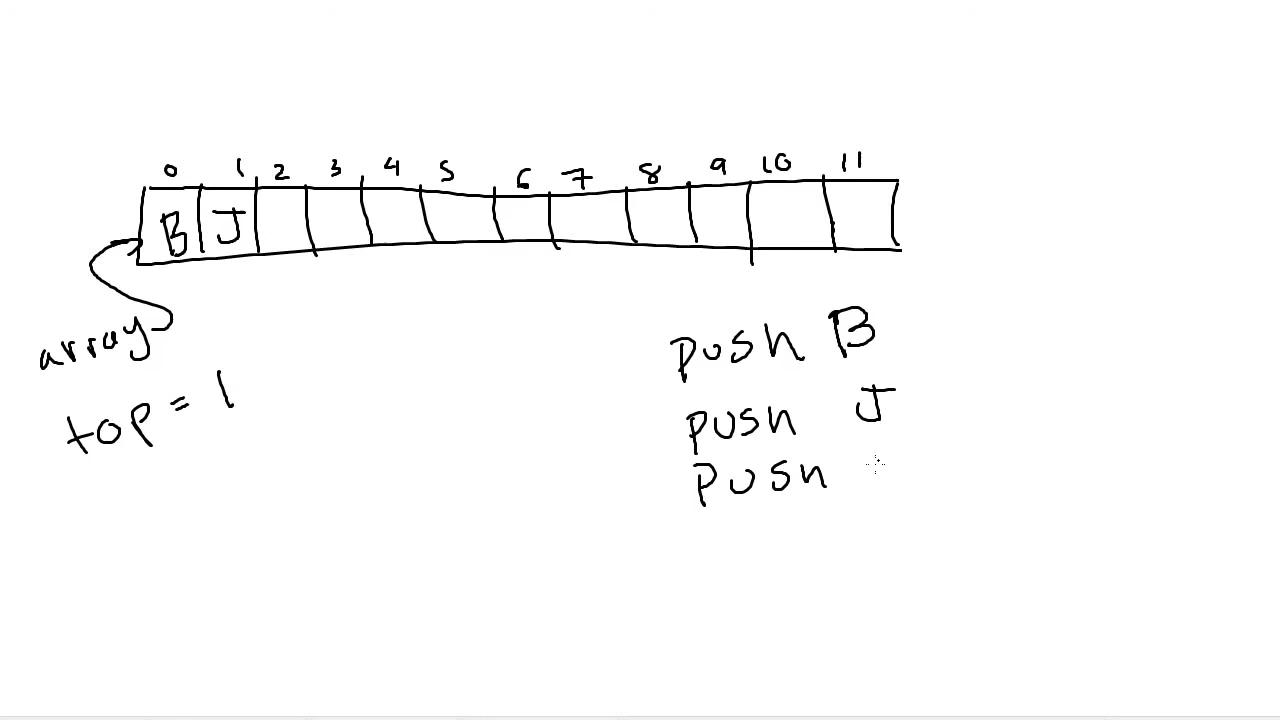 0 1 2 3 4 5 6 7 8 9 10 11
B J
array
top = 1
push B
push J
push